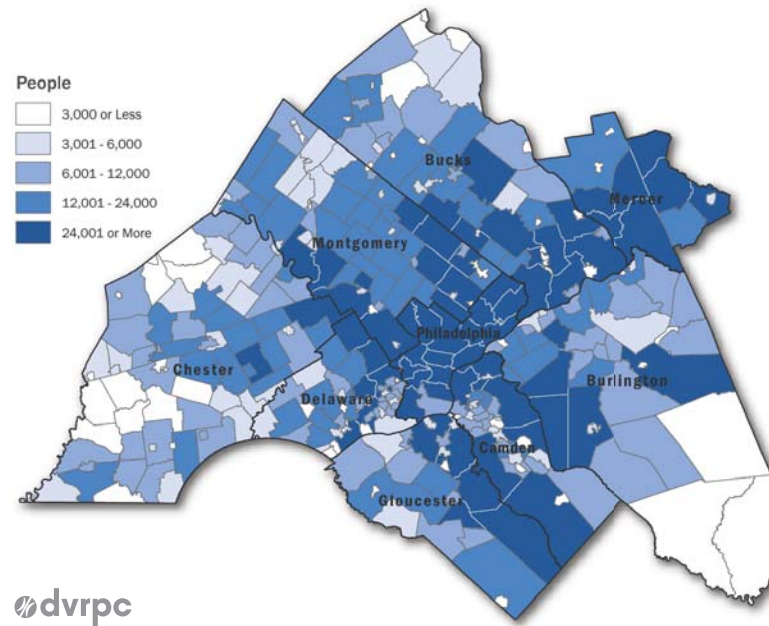 People
3,000 or Less
3,001 - 6,000
6,001 - 12,000
12,001 - 24,000
24,001 or More
Bucks
Mercer
Montgomery
Philadelphia
Chester
Delaware
Burlington
Camden
Gloucester
dvrpc